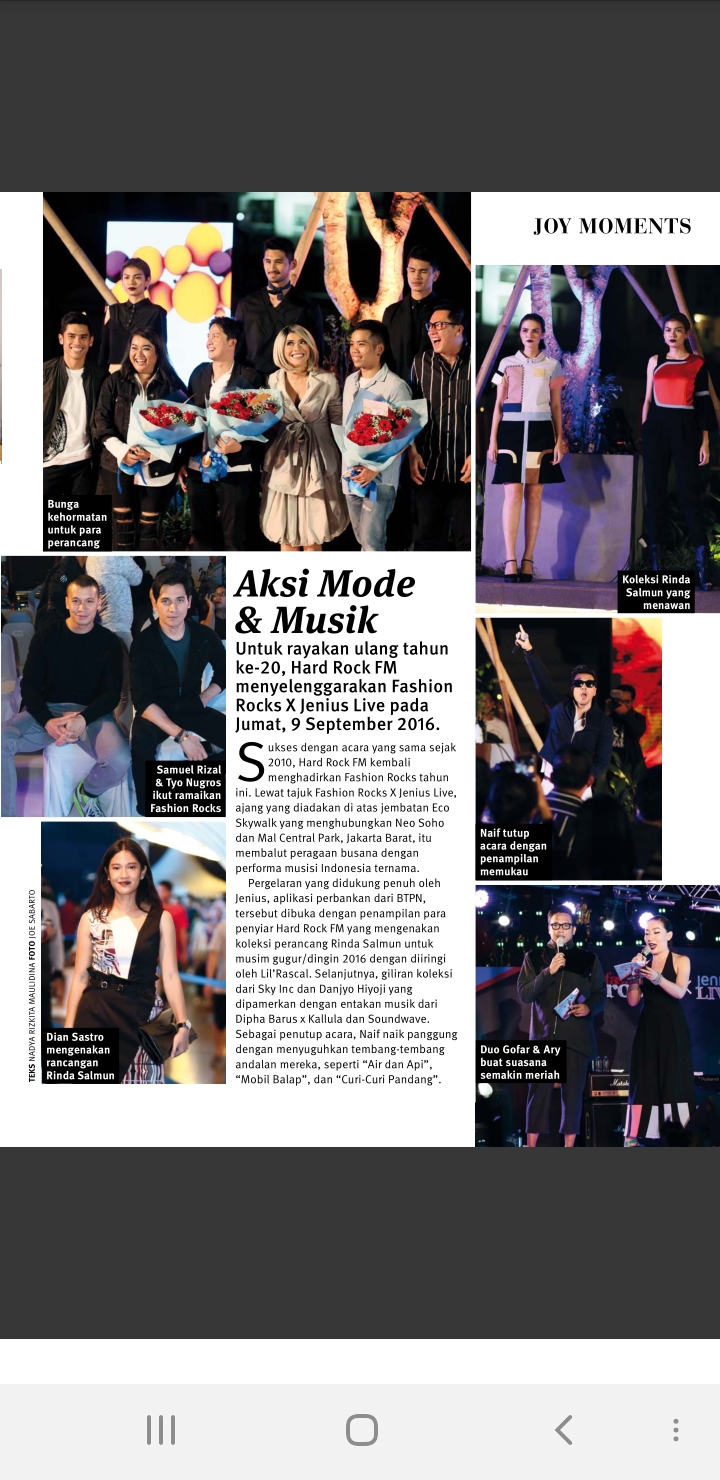 JOY MOMENTS
Bunga
kehormatan
untuk para
perancang
Koleksi Rinda
Salmun yang
menawan
Samuel Rizal
& Tyo Nugros
ikut ramaikan
Fashion Rocks
Aksi Mode
& Musik
Untuk rayakan ulang tahun
ke-20, Hard Rock FM
menyelenggarakan Fashion
Rocks X Jenius Live pada
Jumat, 9 September 2016.
Sukses dengan acara yang sama sejak
2010, Hard Rock FM kembali
menghadirkan Fashion Rocks tahun
ini. Lewat tajuk Fashion Rocks X Jenius Live,
ajang yang diadakan di atas jembatan Eco
Skywalk yang menghubungkan Neo Soho
dan Mal Central Park, Jakarta Barat, itu
membalut peragaan busana dengan
performa musisi Indonesia ternama.
Pergelaran yang didukung penuh oleh
Jenius, aplikasi perbankan dari BTPN,
tersebut dibuka dengan penampilan para
penyiar Hard Rock FM yang mengenakan
koleksi perancang Rinda Salmun untuk
musim gugur/dingin 2016 dengan diiringi
oleh Lil'Rascal. Selanjutnya, giliran koleksi
dari Sky Inc dan Danjyo Hiyoji yang
dipamerkan dengan entakan musik dari
Dipha Barus x Kallula dan Soundwave.
Sebagai penutup acara, Naif naik panggung
dengan menyuguhkan tembang-tembang
andalan mereka, seperti “Air dan Api”,
“Mobil Balap”, dan “Curi-Curi Pandang”.
Naif tutup
acara dengan
penampilan
memukau
Dian Sastro
mengenakan
rancangan
Rinda Salmun
TEKS NADYA RIZKITA MAULIDINA FOTO JOE SABARTO
Duo Gofar & Ary
buat suasana
semakin meriah
Marshall